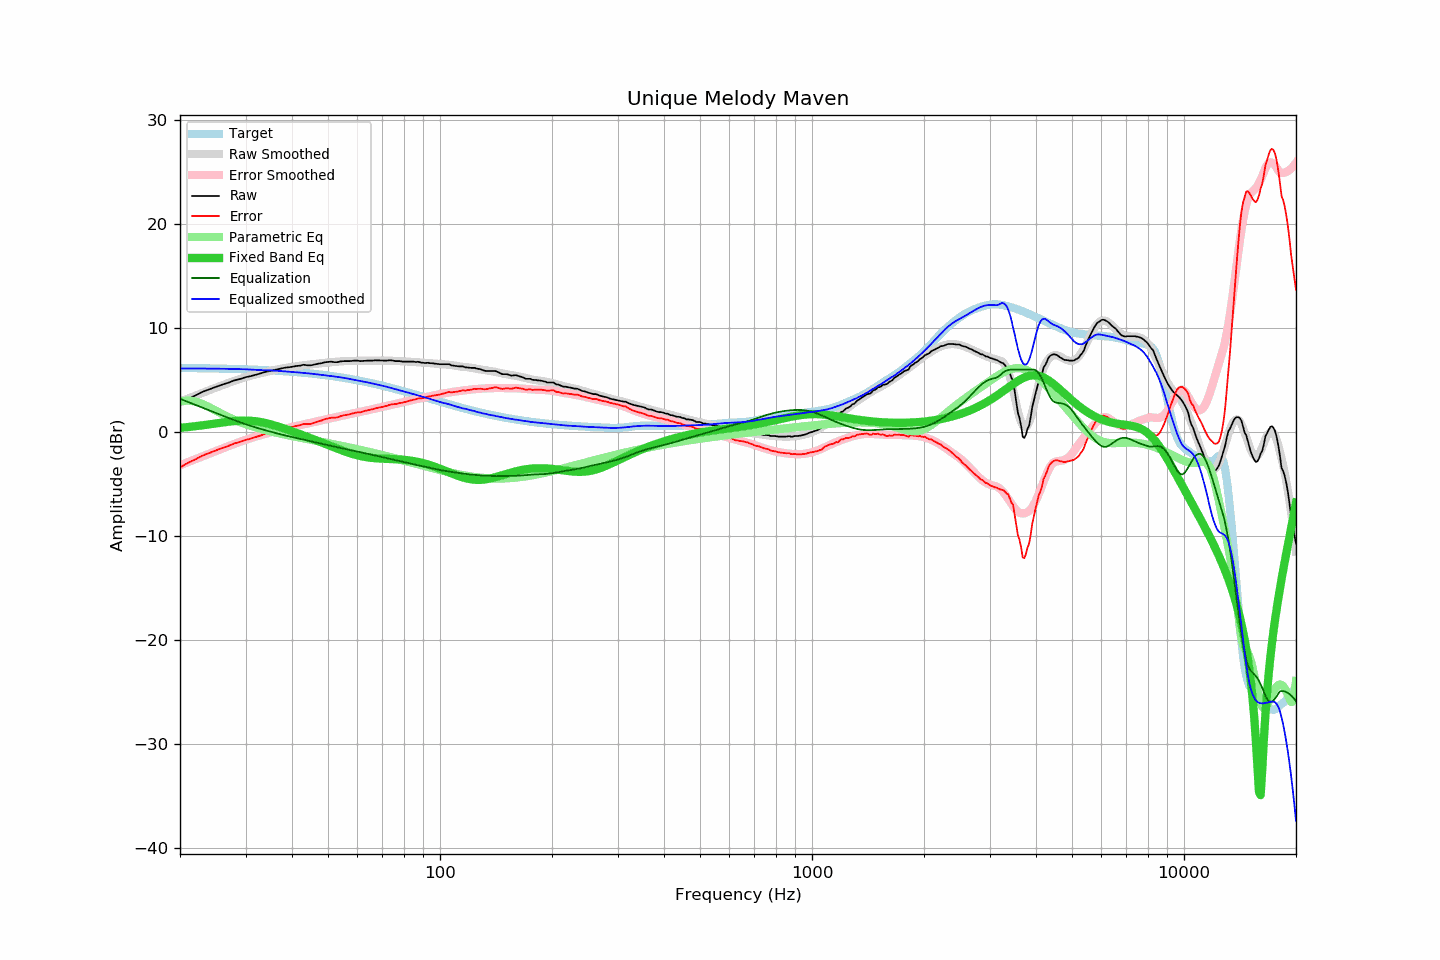 Unique Melody Maven
30
20
10
0
−10
−20
−30
−40
Amplitude (dBr)
Target
Raw Smoothed
Error Smoothed
Raw
Error
Parametric Eq
Fixed Band Eq
Equalization
Equalized smoothed
100
1000
10000
Frequency (Hz)